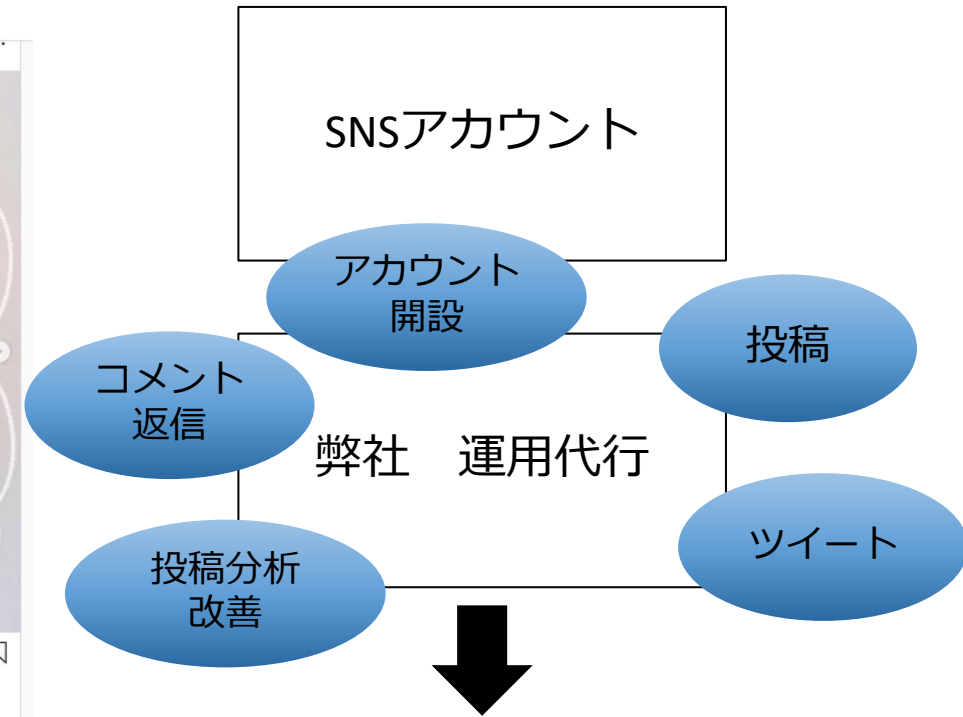 SNSアカウント
アカウント
開設
投稿
コメント
返信
弊社　運用代行
ツイート
投稿分析
改善